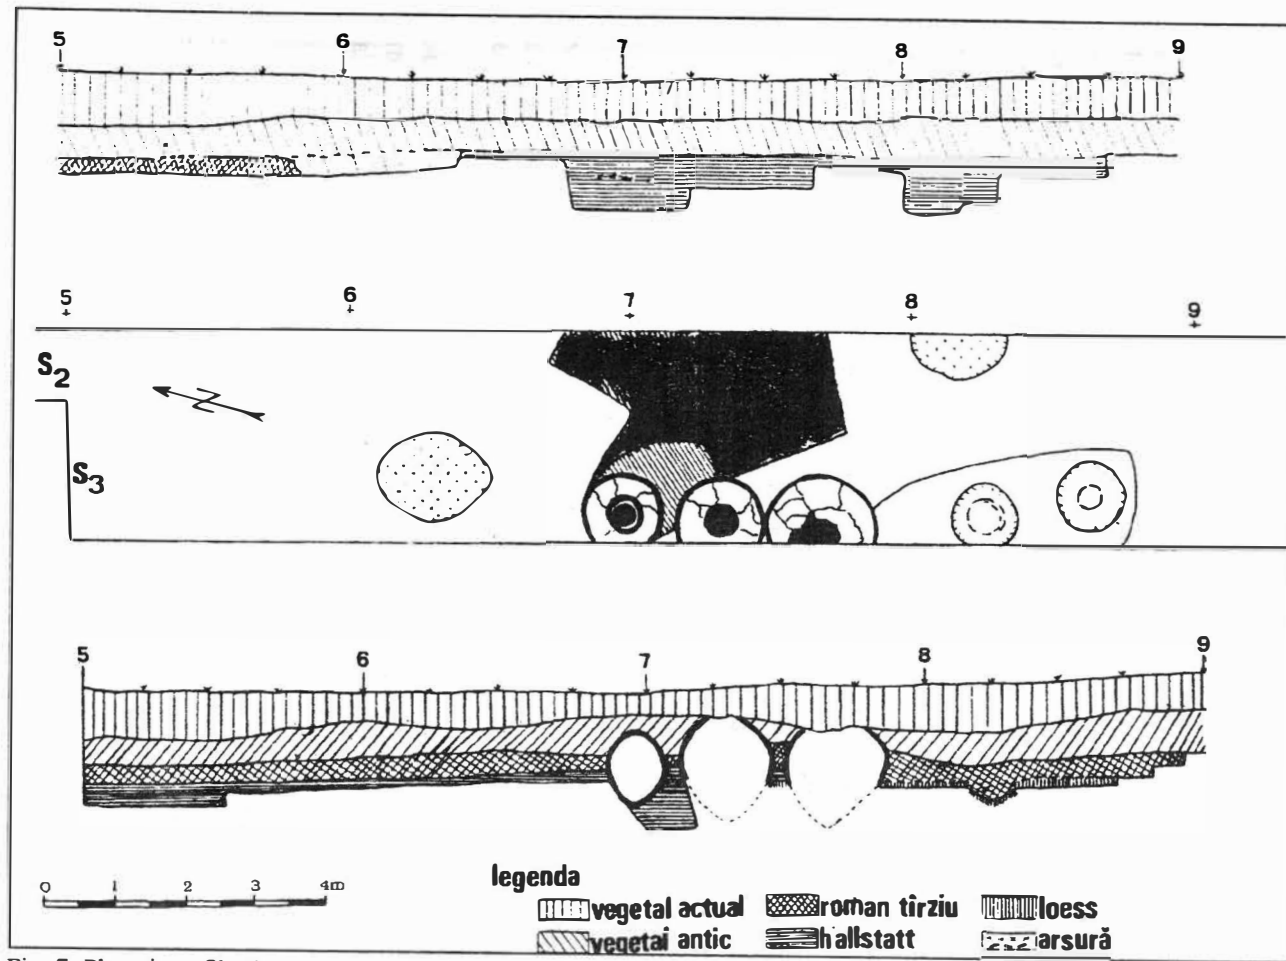 5 6 7 8 9
5 6 7 8 9
S2
S3
5 6 7 8 9
0 1 2 3 4m
legenda
vegetal actual roman tîrziu loess
vegetal antic hallstatt arsură